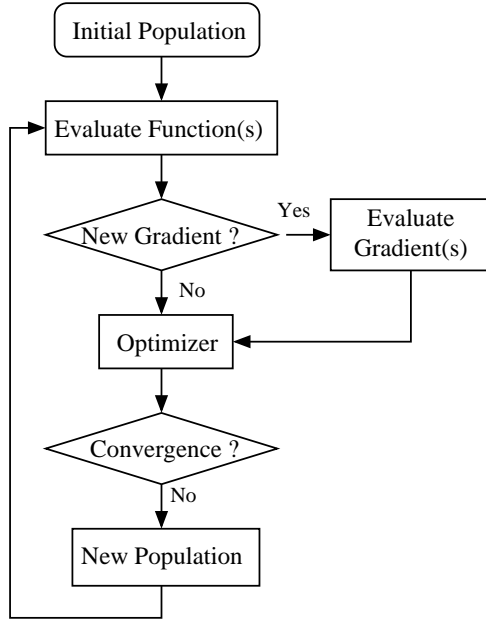 Initial Population
Evaluate Function(s)
New Gradient ?
Yes
Evaluate
Gradient(s)
No
Optimizer
Convergence ?
No
New Population